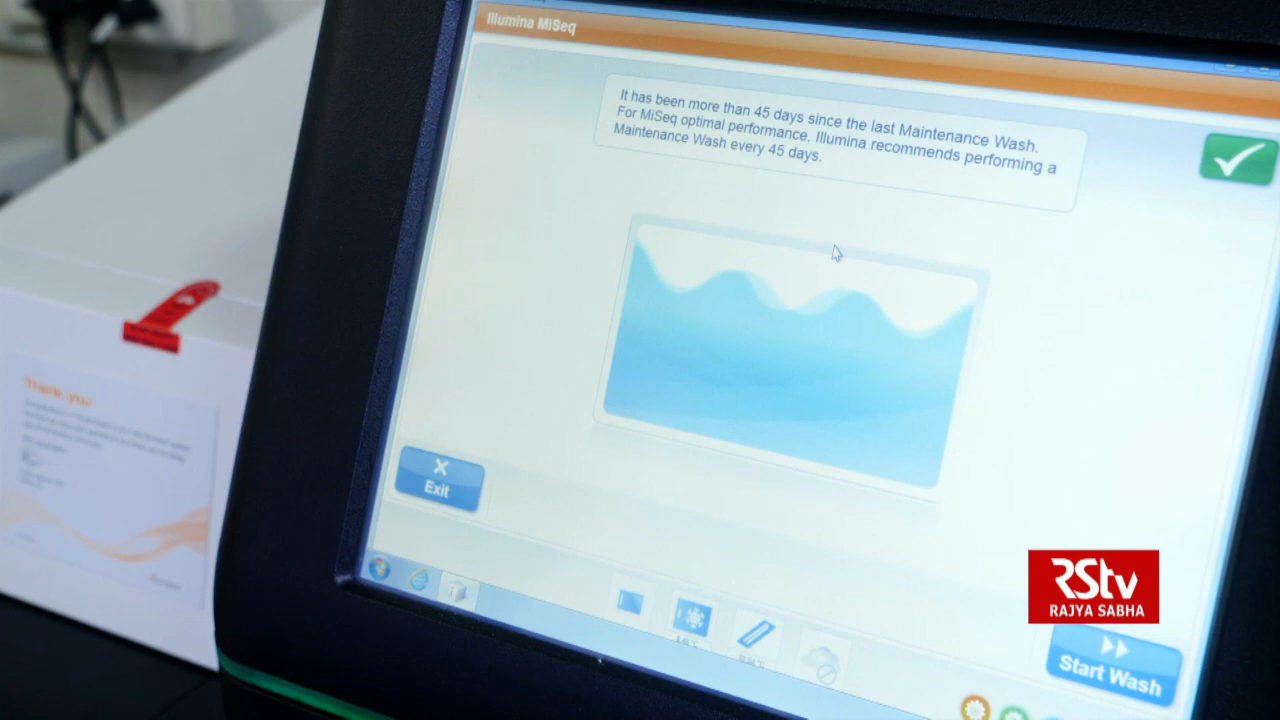 Illumina MiSeq
It has been more than 45 days since the last Maintenance Wash.
For MiSeq optimal performance, Illumina recommends performing a
Maintenance Wash every 45 days.
Exit
Thank you
RStv
RAJYA SABHA
Start Wash